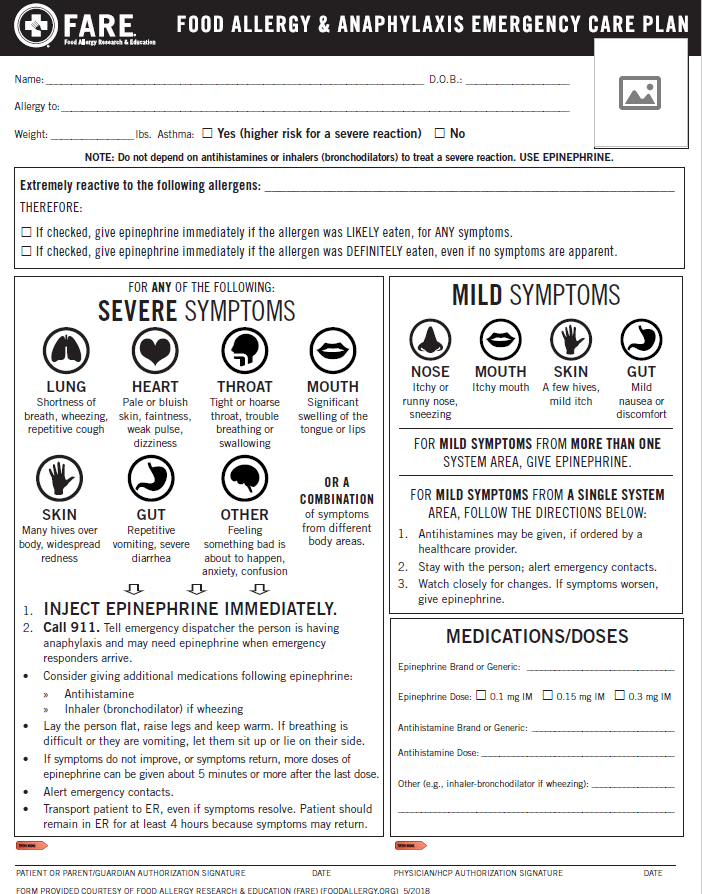 FARE
Food Allergy Research & Education
FOOD ALLERGY & ANAPHYLAXIS EMERGENCY CARE PLAN
Name: D.O.B.:
Allergy to:
Weight: lbs. Asthma: ☐ Yes (higher risk for a severe reaction) ☐ No
NOTE: Do not depend on antihistamines or inhalers (bronchodilators) to treat a severe reaction. USE EPINEPHRINE.
Extremely reactive to the following allergens:
THEREFORE:
☐ If checked, give epinephrine immediately if the allergen was LIKELY eaten, for ANY symptoms.
☐ If checked, give epinephrine immediately if the allergen was DEFINITELY eaten, even if no symptoms are apparent.
FOR ANY OF THE FOLLOWING:
SEVERE SYMPTOMS
LUNG
Shortness of
breath, wheezing,
repetitive cough
HEART
Pale or bluish
skin, faintness,
weak pulse,
dizziness
THROAT
Tight or hoarse
throat, trouble
breathing or
swallowing
MOUTH
Significant
swelling of the
tongue or lips
SKIN
Many hives over
body, widespread
redness
GUT
Repetitive
vomiting, severe
diarrhea
OTHER
Feeling
something bad is
about to happen,
anxiety, confusion
OR A
COMBINATION
of symptoms
from different
body areas.
1. INJECT EPINEPHRINE IMMEDIATELY.
2. Call 911. Tell emergency dispatcher the person is having
anaphylaxis and may need epinephrine when emergency
responders arrive.
• Consider giving additional medications following epinephrine:
» Antihistamine
» Inhaler (bronchodilator) if wheezing
• Lay the person flat, raise legs and keep warm. If breathing is
difficult or they are vomiting, let them sit up or lie on their side.
• If symptoms do not improve, or symptoms return, more doses of
epinephrine can be given about 5 minutes or more after the last dose.
• Alert emergency contacts.
• Transport patient to ER, even if symptoms resolve. Patient should
remain in ER for at least 4 hours because symptoms may return.
MILD SYMPTOMS
NOSE
Itchy or
runny nose,
sneezing
MOUTH
Itchy mouth
SKIN
A few hives,
mild itch
GUT
Mild
nausea or
discomfort
FOR MILD SYMPTOMS FROM MORE THAN ONE
SYSTEM AREA, GIVE EPINEPHRINE.
FOR MILD SYMPTOMS FROM A SINGLE SYSTEM
AREA, FOLLOW THE DIRECTIONS BELOW:
1. Antihistamines may be given, if ordered by a
healthcare provider.
2. Stay with the person; alert emergency contacts.
3. Watch closely for changes. If symptoms worsen,
give epinephrine.
MEDICATIONS/DOSES
Epinephrine Brand or Generic:
Epinephrine Dose: ☐ 0.1 mg IM ☐ 0.15 mg IM ☐ 0.3 mg IM
Antihistamine Brand or Generic:
Antihistamine Dose:
Other (e.g., inhaler-bronchodilator if wheezing):
PATIENT OR PARENT/GUARDIAN AUTHORIZATION SIGNATURE DATE PHYSICIAN/HCP AUTHORIZATION SIGNATURE DATE
FORM PROVIDED COURTESY OF FOOD ALLERGY RESEARCH & EDUCATION (FARE) (FOODALLERGY.ORG) 5/2018